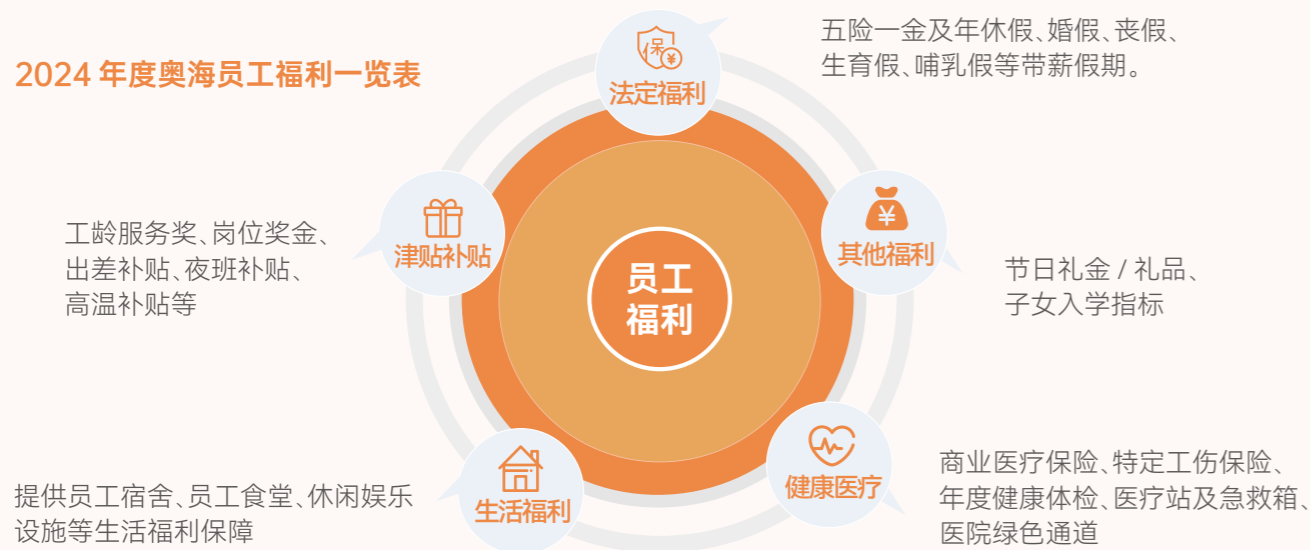 2024 年度奥海员工福利一览表
保
¥
法定福利
五险一金及年休假、婚假、丧假、
生育假、哺乳假等带薪假期。
津贴补贴
工龄服务奖、岗位奖金、
出差补贴、夜班补贴、
高温补贴等
¥
其他福利
节日礼金 / 礼品、
子女入学指标
员工
福利
生活福利
提供员工宿舍、员工食堂、休闲娱乐
设施等生活福利保障
健康医疗
商业医疗保险、特定工伤保险、
年度健康体检、医疗站及急救箱、
医院绿色通道